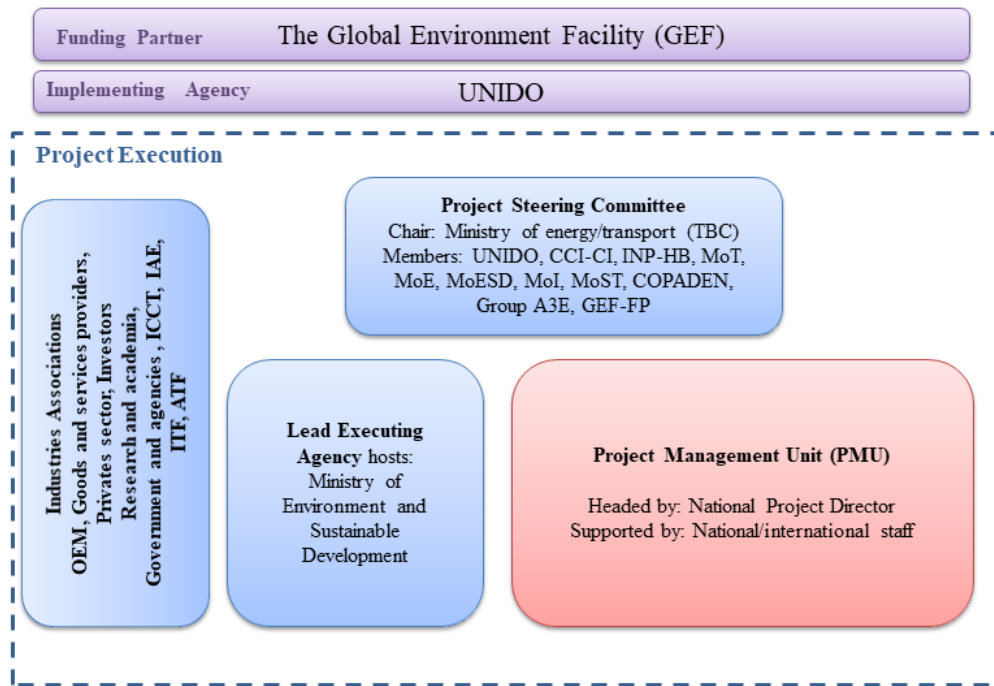 Funding Partner The Global Environment Facility (GEF)
Implementing Agency UNIDO
Project Execution
Project Steering Committee
Chair: Ministry of energy/transport (TBC)
Members: UNIDO, CCI-CI, INP-HB, MoT,
MoE, MoESD, MoI, MoST, COPADEN,
Group A3E, GEF-FP
Industries Associations
OEM, Goods and services providers,
Privates sector, Investors
Research and academia,
Government and agencies , ICCT, IAE,
ITF, ATF
Lead Executing
Agency hosts:
Ministry of
Environment and
Sustainable
Development
Project Management Unit (PMU)
Headed by: National Project Director
Supported by: National/international staff